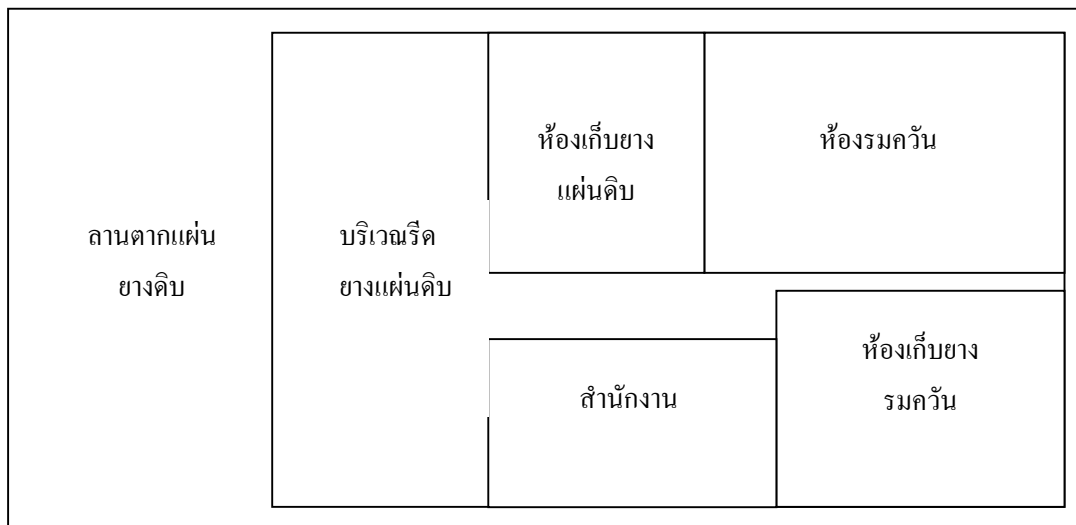 ลานตากแผ่น
ยางดิบ
บริเวณรีด
ยางแผ่นดิบ
ห้องเก็บยาง
แผ่นดิบ
ห้องรมควัน
สำนักงาน
ห้องเก็บยาง
รมควัน